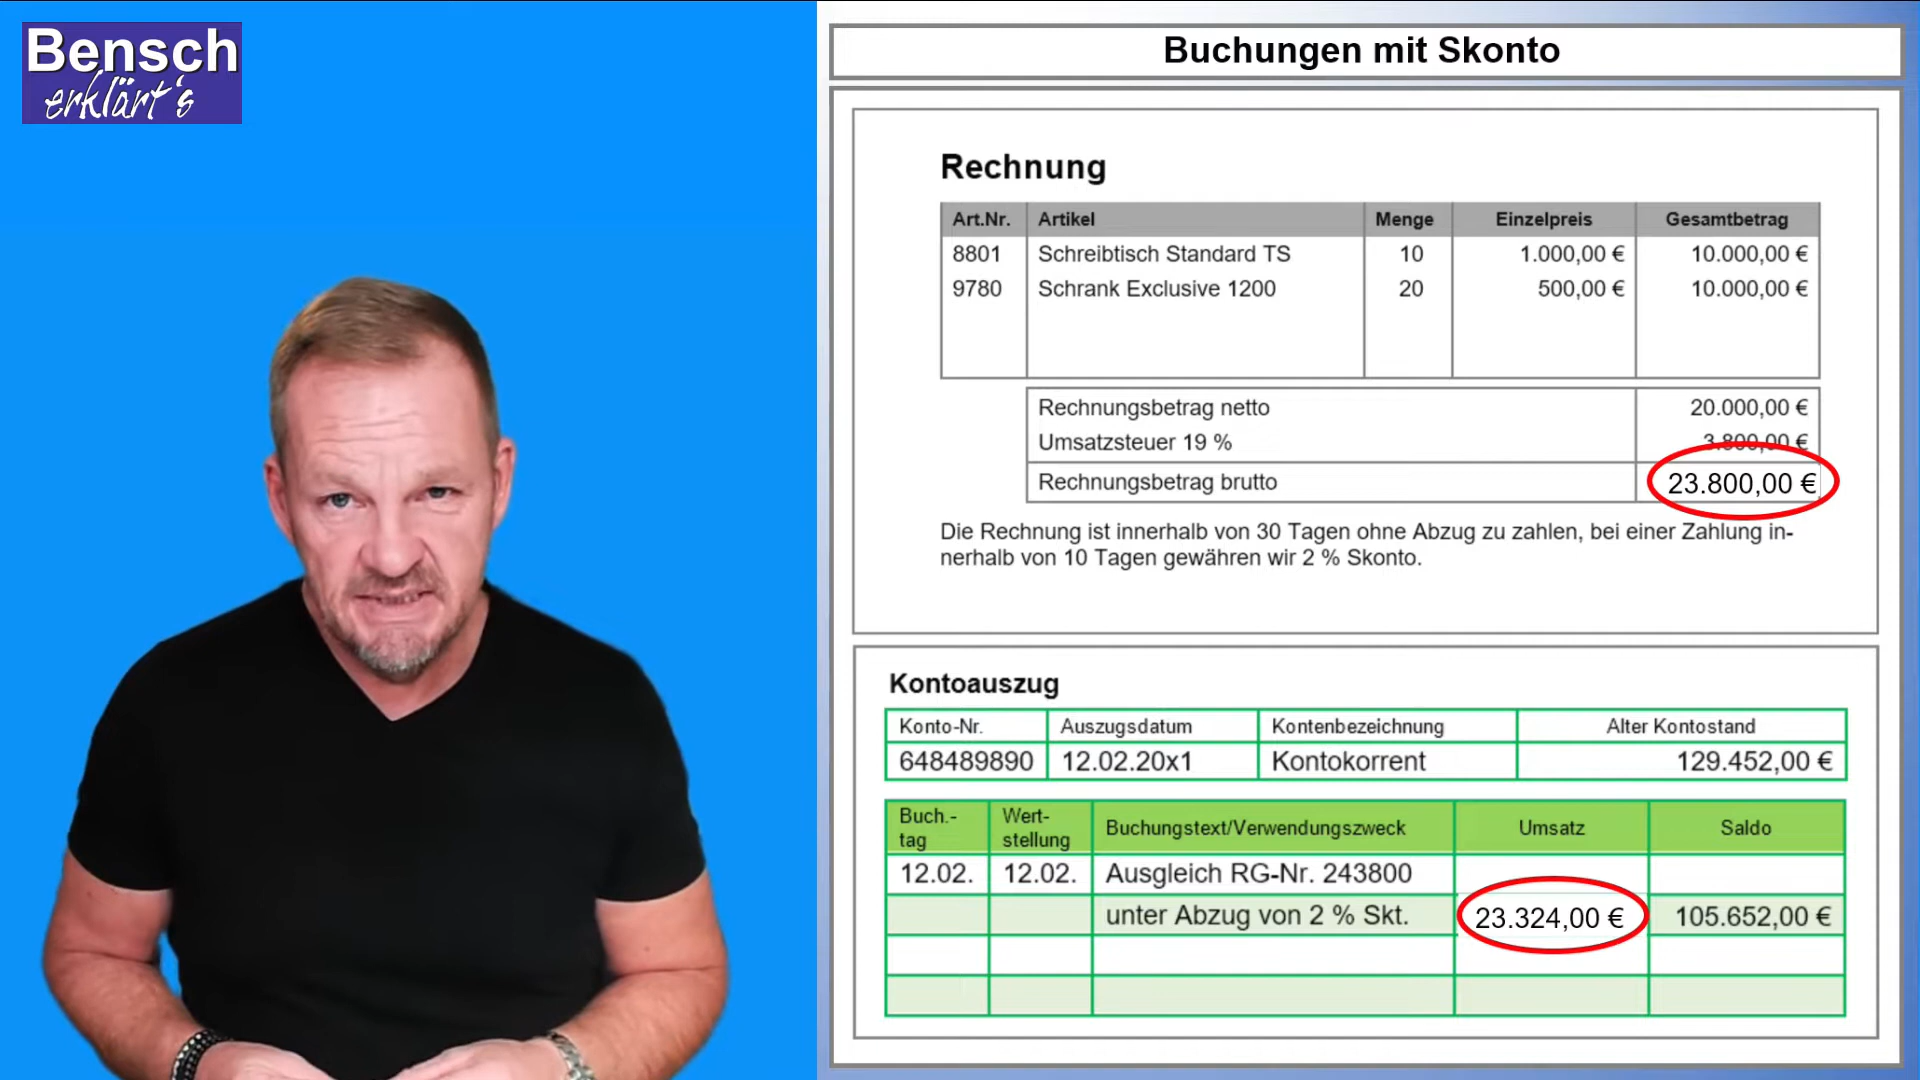 Bensch
erklärt's
Buchungen mit Skonto
Rechnung
Art.Nr. Artikel Menge Einzelpreis Gesamtbetrag
8801 Schreibtisch Standard TS 10 1.000,00 € 10.000,00 €
9780 Schrank Exclusive 1200 20 500,00 € 10.000,00 €
Rechnungsbetrag netto 20.000,00 €
Umsatzsteuer 19 % 3.800,00 €
Rechnungsbetrag brutto 23.800,00 €
Die Rechnung ist innerhalb von 30 Tagen ohne Abzug zu zahlen, bei einer Zahlung in-
nerhalb von 10 Tagen gewähren wir 2 % Skonto.
Kontoauszug
Konto-Nr. Auszugsdatum Kontenbezeichnung Alter Kontostand
648489890 12.02.20x1 Kontokorrent 129.452,00 €
Buch.- Wert-
tag stellung Buchungstext/Verwendungszweck Umsatz Saldo
12.02. 12.02. Ausgleich RG-Nr. 243800
unter Abzug von 2 % Skt. 23.324,00 € 105.652,00 €